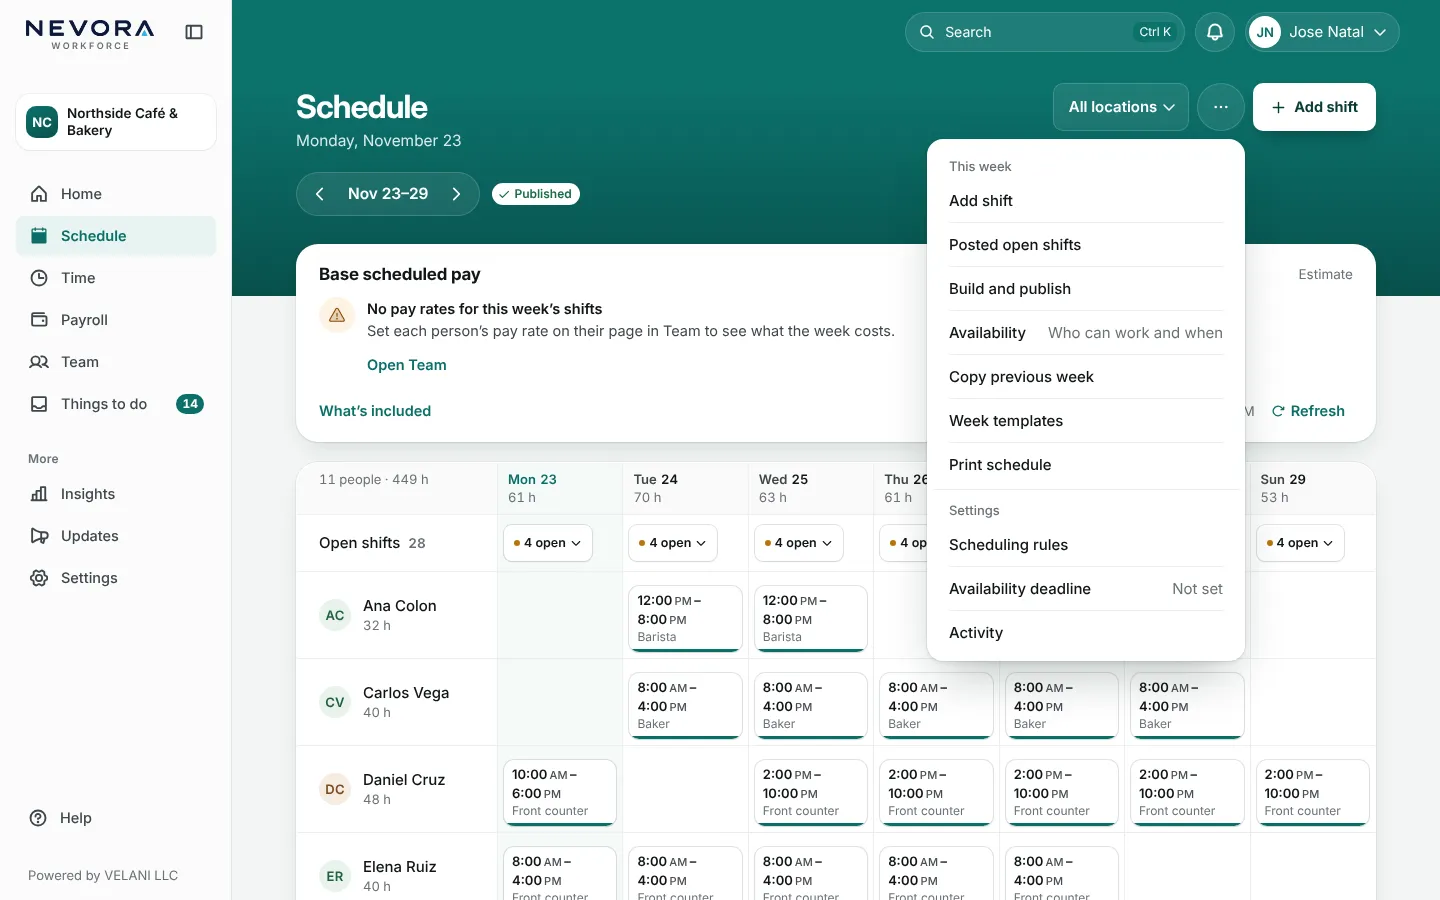 NEVORA
WORKFORCE
Search
Ctrl K
JN
Jose Natal
NC
Northside Café &
Bakery
Home
Schedule
Time
Payroll
Team
Things to do 14
More
Insights
Updates
Settings
Help
Powered by VELANI LLC
Schedule
Monday, November 23
All locations
···
+ Add shift
Nov 23–29
Published
Base scheduled pay
Estimate
No pay rates for this week’s shifts
Set each person’s pay rate on their page in Team to see what the week costs.
Open Team
What’s included
M
Refresh
This week
Add shift
Posted open shifts
Build and publish
Availability Who can work and when
Copy previous week
Week templates
Print schedule
Settings
Scheduling rules
Availability deadline Not set
Activity
11 people · 449 h
Mon 23
61 h
Tue 24
70 h
Wed 25
63 h
Thu 26
61 h
Sun 29
53 h
Open shifts 28
4 open
4 open
4 open
4 op
4 open
AC
Ana Colon
32 h
12:00 PM –
8:00 PM
Barista
12:00 PM –
8:00 PM
Barista
CV
Carlos Vega
40 h
8:00 AM –
4:00 PM
Baker
8:00 AM –
4:00 PM
Baker
8:00 AM –
4:00 PM
Baker
8:00 AM –
4:00 PM
Baker
8:00 AM –
4:00 PM
Baker
DC
Daniel Cruz
48 h
10:00 AM –
6:00 PM
Front counter
2:00 PM –
10:00 PM
Front counter
2:00 PM –
10:00 PM
Front counter
2:00 PM –
10:00 PM
Front counter
2:00 PM –
10:00 PM
Front counter
2:00 PM –
10:00 PM
Front counter
ER
Elena Ruiz
40 h
8:00 AM –
4:00 PM
Front counter
8:00 AM –
4:00 PM
Front counter
8:00 AM –
4:00 PM
Front counter
8:00 AM –
4:00 PM
Front counter
8:00 AM –
4:00 PM
Front counter